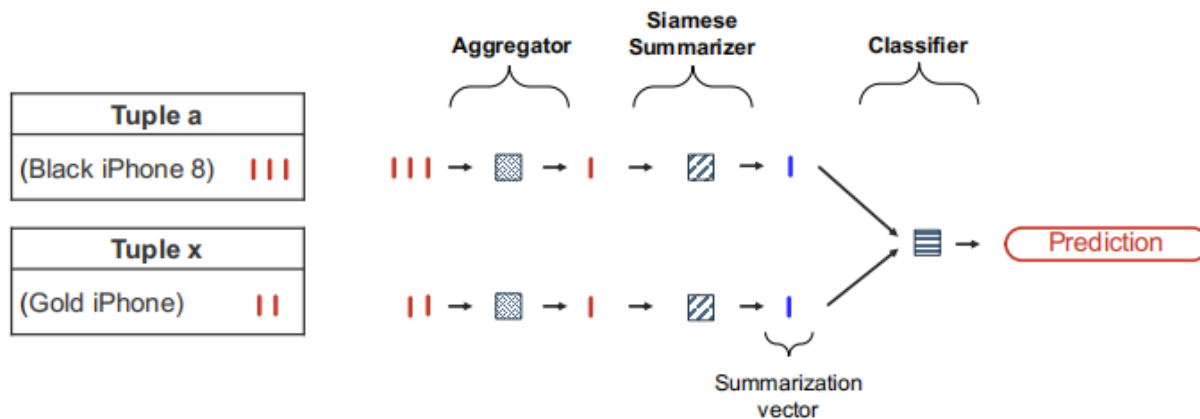 Aggregator
Siamese
Summarizer
Classifier
Tuple a
(Black iPhone 8)
Tuple x
(Gold iPhone)
Prediction
Summarization
vector